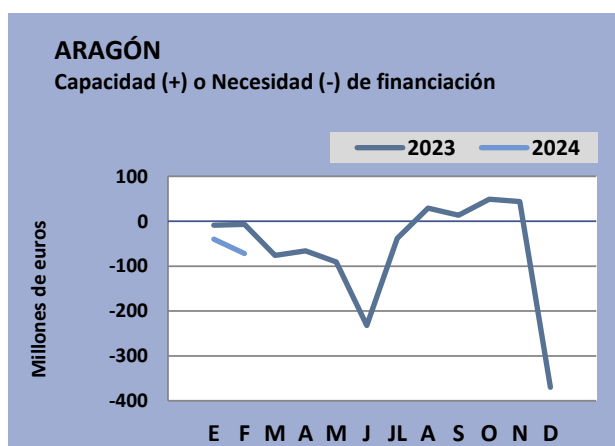 ARAGÓN
Capacidad (+) o Necesidad (-) de financiación
2023 2024
Millones de euros
100
0
-100
-200
-300
-400
E F M A M J JL A S O N D